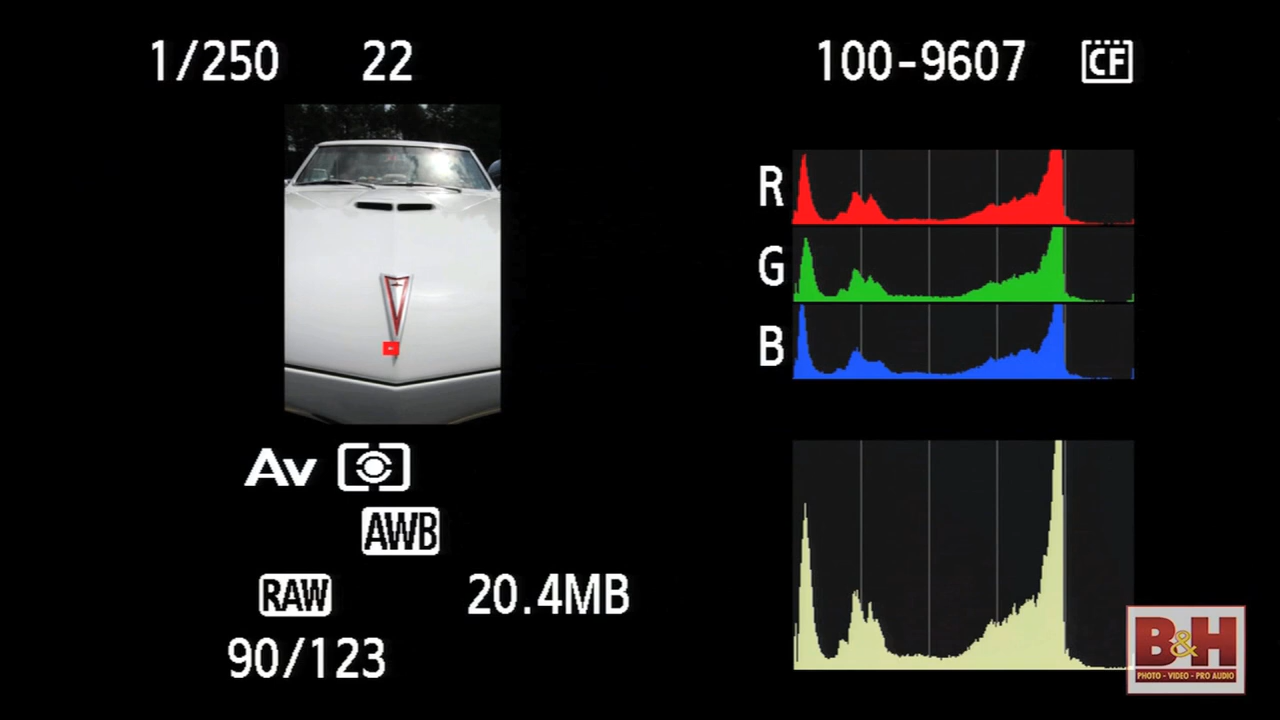 1/250 22 100-9607 CF
R
G
B
Av
AWB
RAW 20.4MB
90/123
B&H
PHOTO - VIDEO - PRO AUDIO